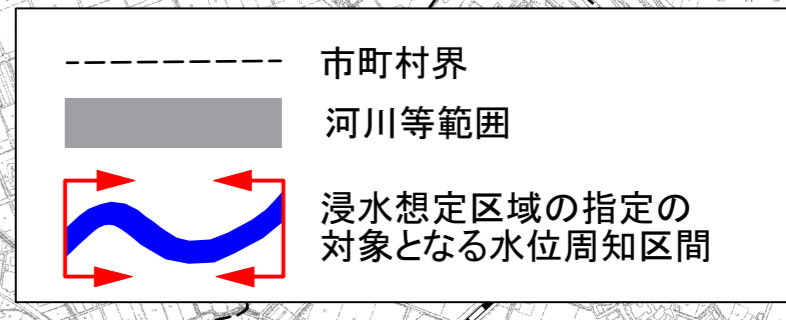 市町村界
河川等範囲
浸水想定区域の指定の
対象となる水位周知区間